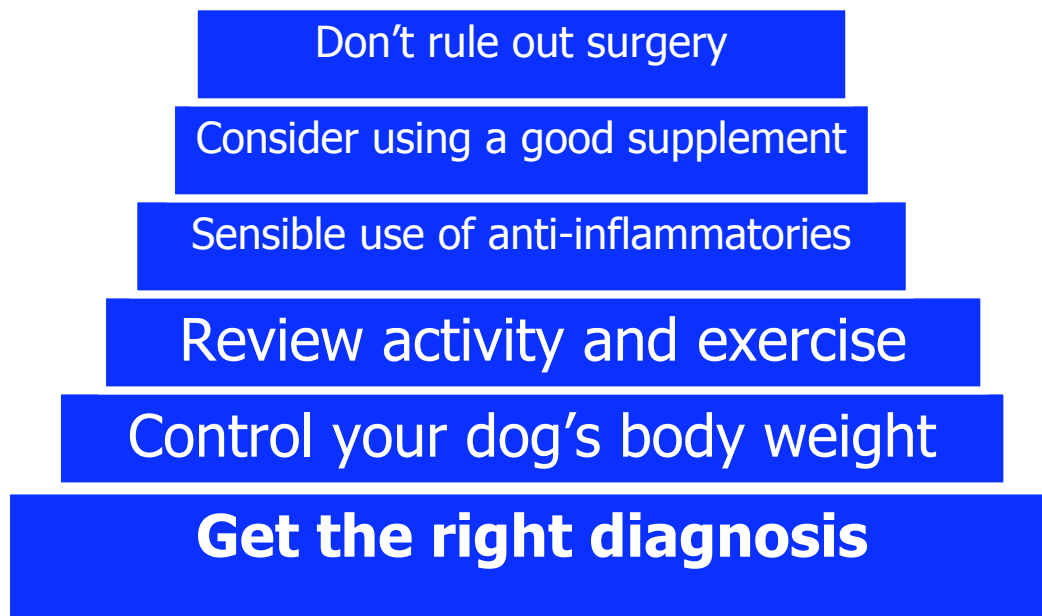 Don’t rule out surgery
Consider using a good supplement
Sensible use of anti-inflammatories
Review activity and exercise
Control your dog’s body weight
Get the right diagnosis